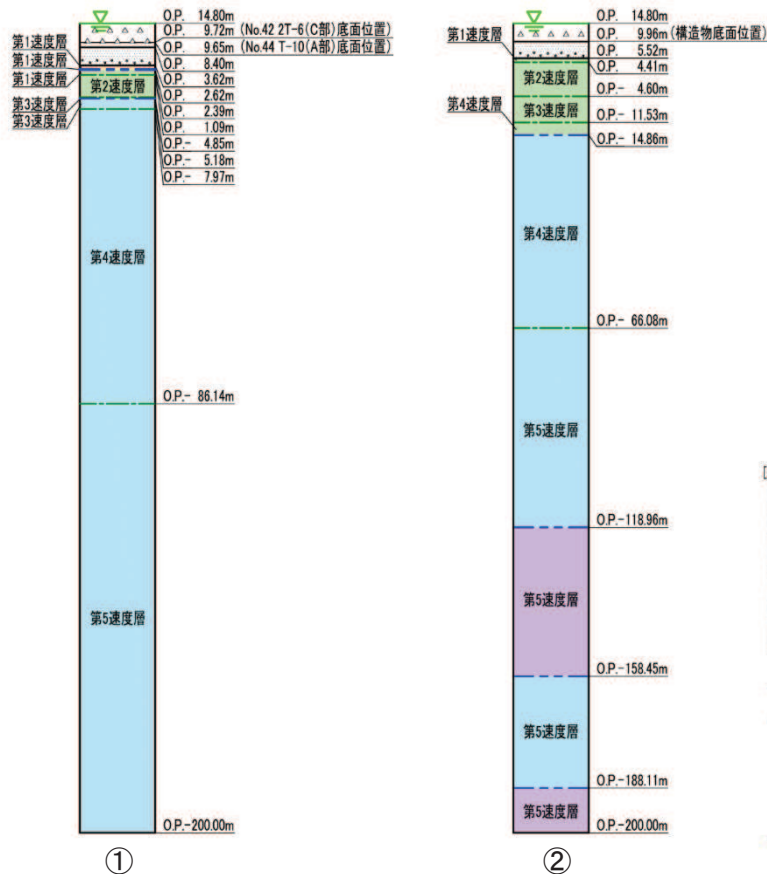 O.P. 14.80m
O.P. 9.72m (No.42 2T-6(C部)底面位置)
O.P. 9.65m (No.44 T-10(A部)底面位置)
O.P. 8.40m
O.P. 3.62m
O.P. 2.62m
O.P. 2.39m
O.P. 1.09m
O.P.- 4.85m
O.P.- 5.18m
O.P.- 7.97m
第1速度層
第1速度層
第1速度層
第2速度層
第3速度層
第3速度層
第4速度層
O.P.- 86.14m
第5速度層
O.P.-200.00m
①
O.P. 14.80m
O.P. 9.96m (構造物底面位置)
O.P. 5.52m
O.P. 4.41m
O.P.- 4.60m
O.P.- 11.53m
O.P.- 14.86m
第1速度層
第2速度層
第3速度層
第4速度層
第4速度層
O.P.- 66.08m
第5速度層
O.P.-118.96m
第5速度層
O.P.-158.45m
第5速度層
O.P.-188.11m
第5速度層
O.P.-200.00m
②